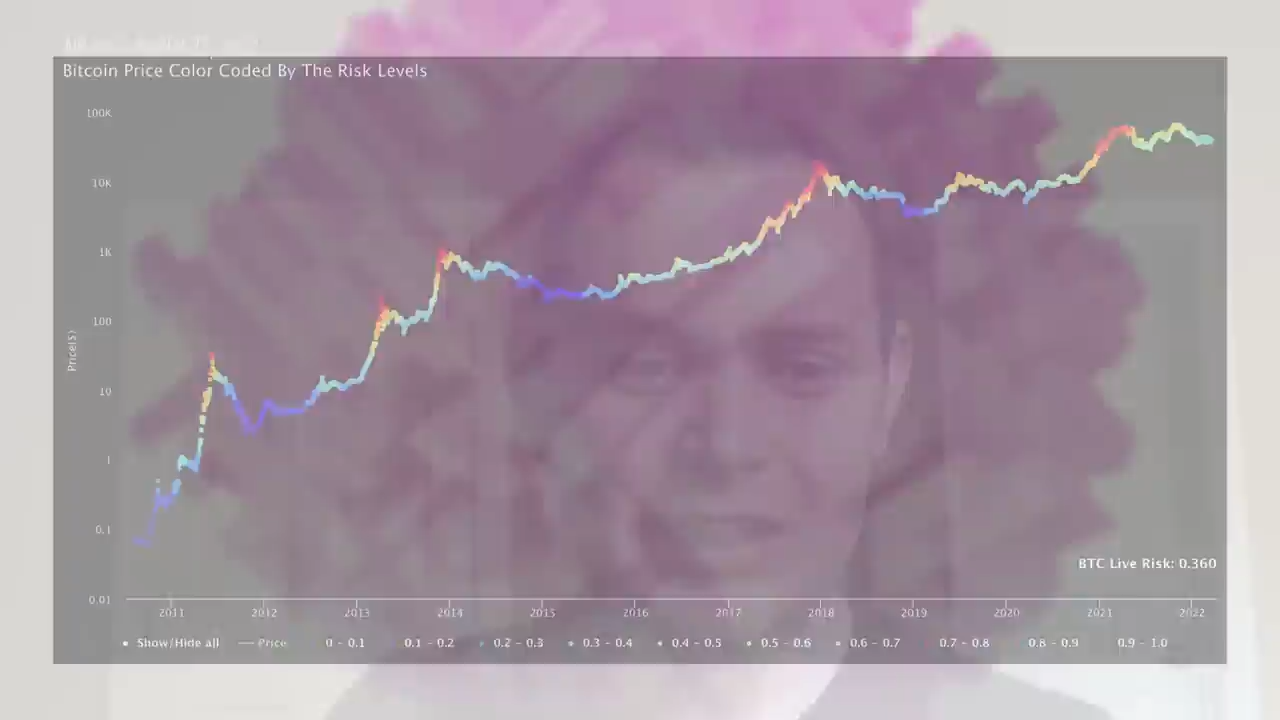 Bitcoin Price Color Coded By The Risk Levels
100K
10K
1K
100
10
1
0.1
0.01
Price($)
BTC Live Risk: 0.360
2011 2012 2013 2014 2015 2016 2017 2018 2019 2020 2021 2022
Show/Hide all Price 0 - 0.1 0.1 - 0.2 0.2 - 0.3 0.3 - 0.4 0.4 - 0.5 0.5 - 0.6 0.6 - 0.7 0.7 - 0.8 0.8 - 0.9 0.9 - 1.0